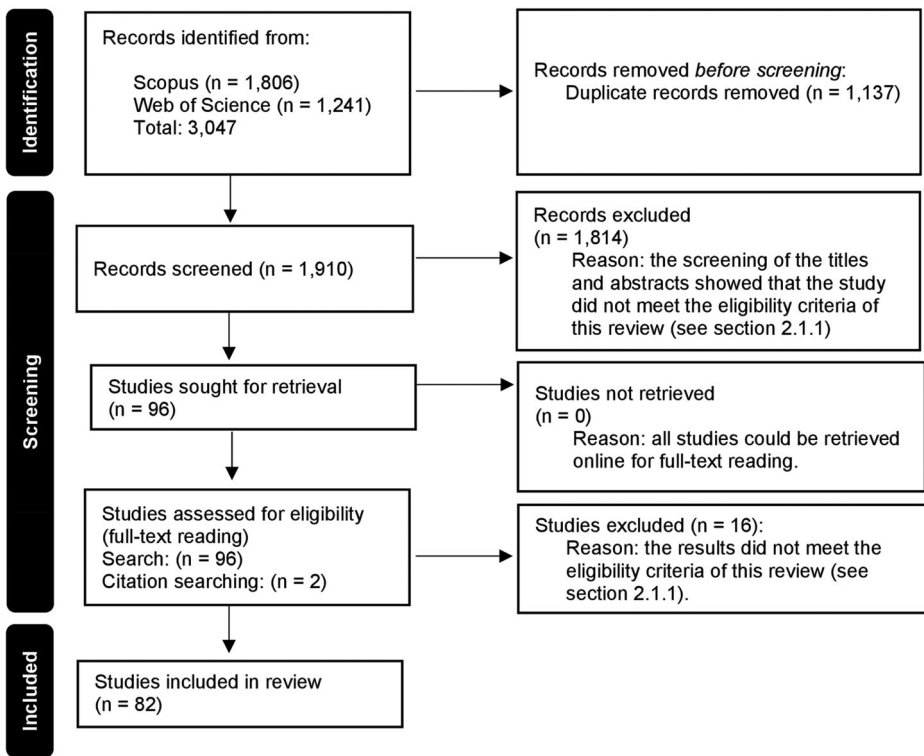 Identification
Records identified from:
Scopus (n = 1,806)
Web of Science (n = 1,241)
Total: 3,047
Records removed before screening:
Duplicate records removed (n = 1,137)
Screening
Records screened (n = 1,910)
Records excluded
(n = 1,814)
Reason: the screening of the titles
and abstracts showed that the study
did not meet the eligibility criteria of
this review (see section 2.1.1)
Studies sought for retrieval
(n = 96)
Studies not retrieved
(n = 0)
Reason: all studies could be retrieved
online for full-text reading.
Studies assessed for eligibility
(full-text reading)
Search: (n = 96)
Citation searching: (n = 2)
Studies excluded (n = 16):
Reason: the results did not meet the
eligibility criteria of this review (see
section 2.1.1).
Included
Studies included in review
(n = 82)